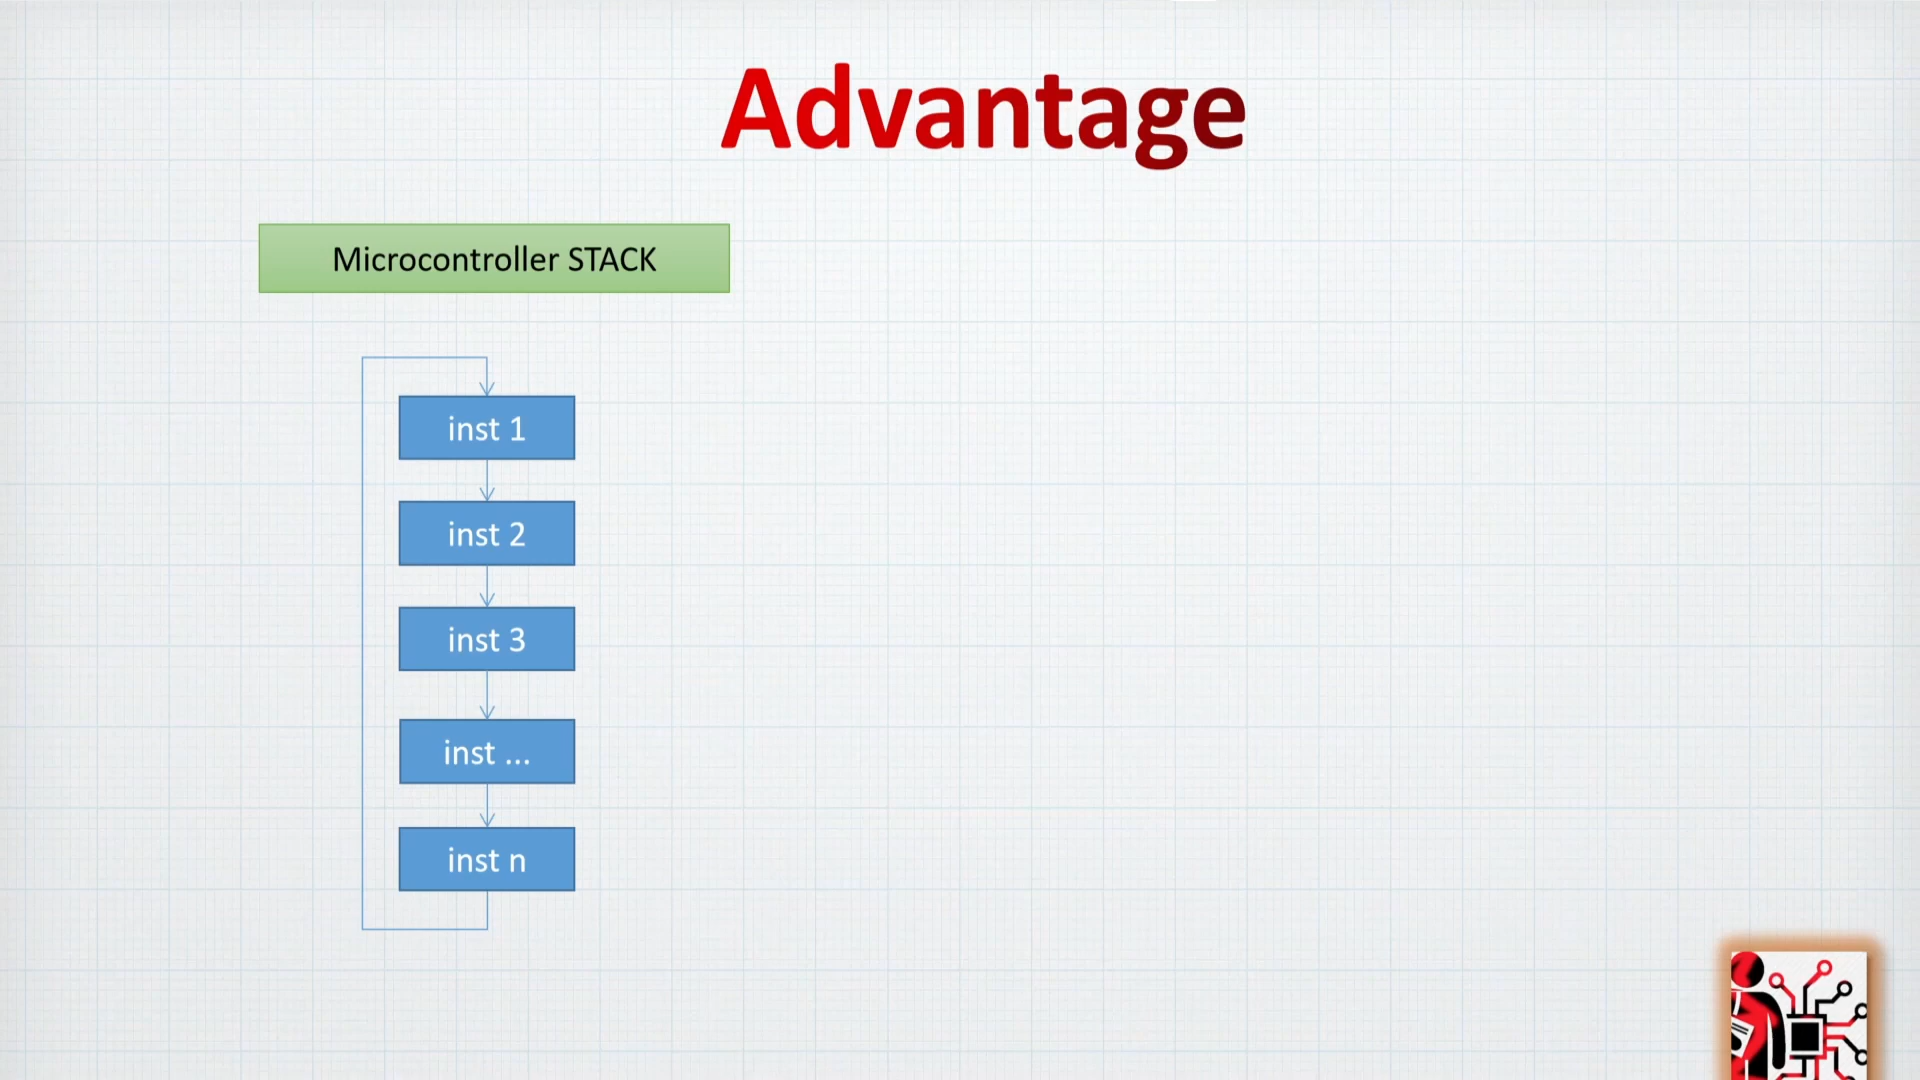 Advantage
Microcontroller STACK
inst 1
inst 2
inst 3
inst ...
inst n